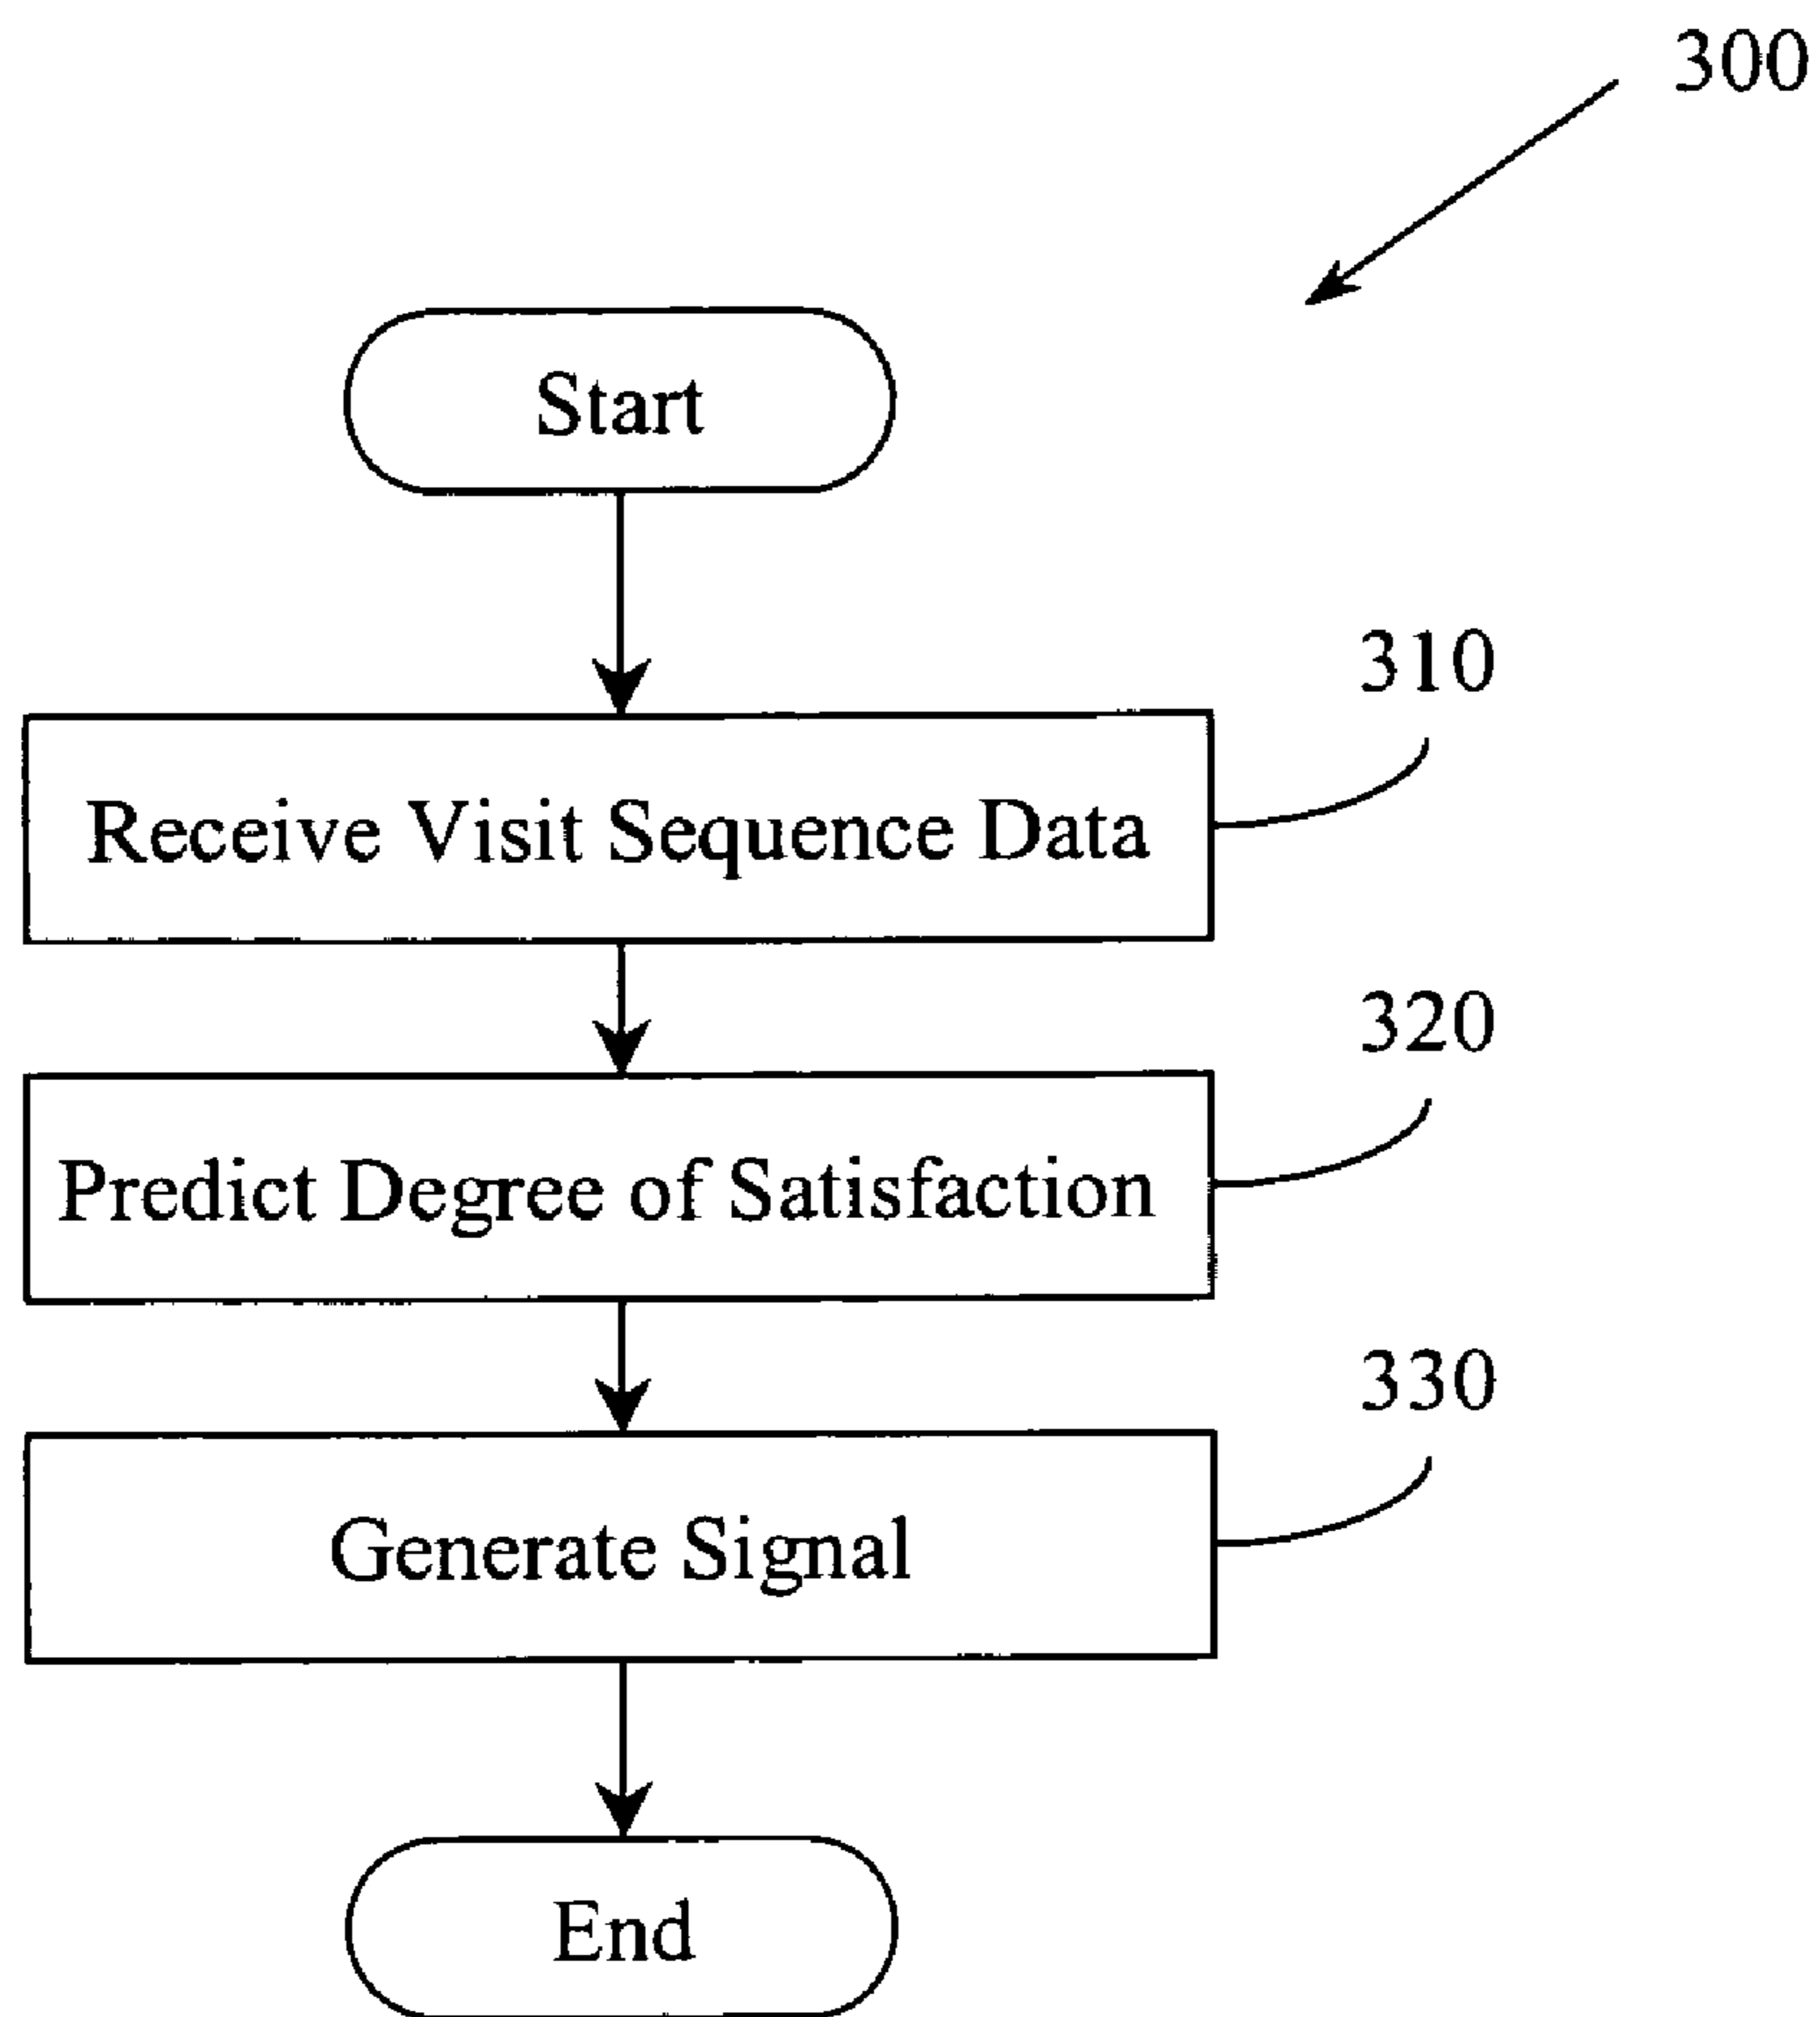 300
Start
310
Receive Visit Sequence Data
320
Predict Degree of Satisfaction
330
Generate Signal
End